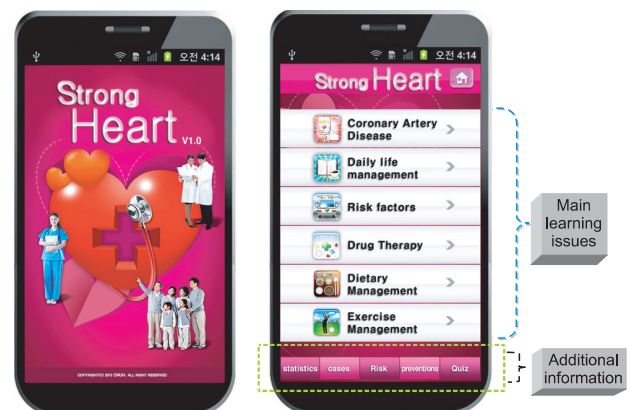 오전 4:14
Strong
Heart
V1.0
오전 4:14
Strong Heart
Coronary Artery
Disease
Daily life
management
Risk factors
Drug Therapy
Dietary
Management
Exercise
Management
statistics cases Risk preventions Quiz
Main
learning
issues
Additional
information